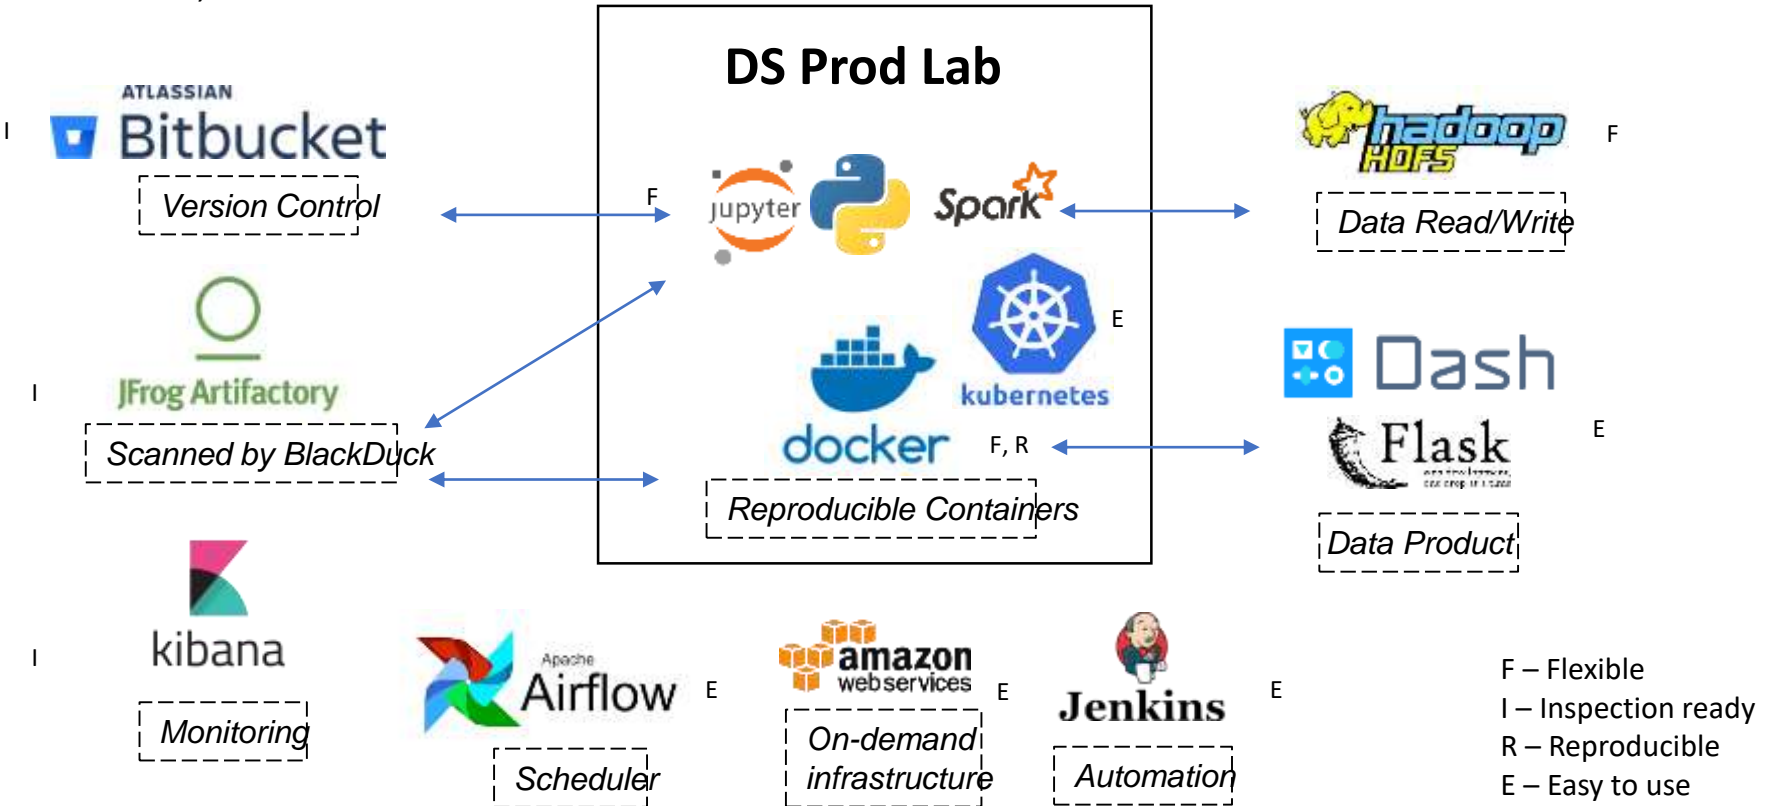 DS Prod Lab
I
ATLASSIAN
Bitbucket
Version Control
F
jupyter
Spark
hadoop
HDFS
F
Data Read/Write
I
JFrog Artifactory
Scanned by BlackDuck
kubernetes
E
docker
F, R
Reproducible Containers
Dash
Flask
E
Data Product
I
kibana
Monitoring
Apache
Airflow
E
Scheduler
amazon
webservices
E
On-demand
infrastructure
Jenkins
E
Automation
F – Flexible
I – Inspection ready
R – Reproducible
E – Easy to use